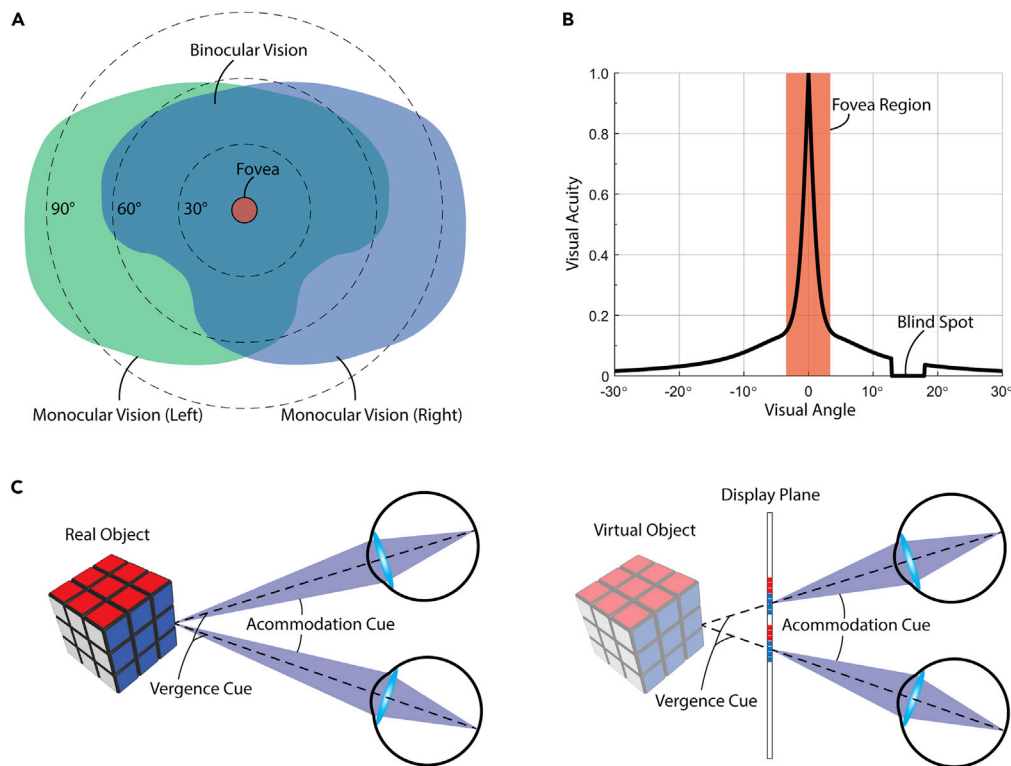 A
Binocular Vision
Fovea
90°
60°
30°
Monocular Vision (Left)
Monocular Vision (Right)
B
1.0
0.8
0.6
0.4
0.2
0
Visual Acuity
Fovea Region
Blind Spot
-30°
-20°
-10°
0
10°
20°
30°
Visual Angle
C
Real Object
Acommodation Cue
Vergence Cue
Display Plane
Virtual Object
Acommodation Cue
Vergence Cue